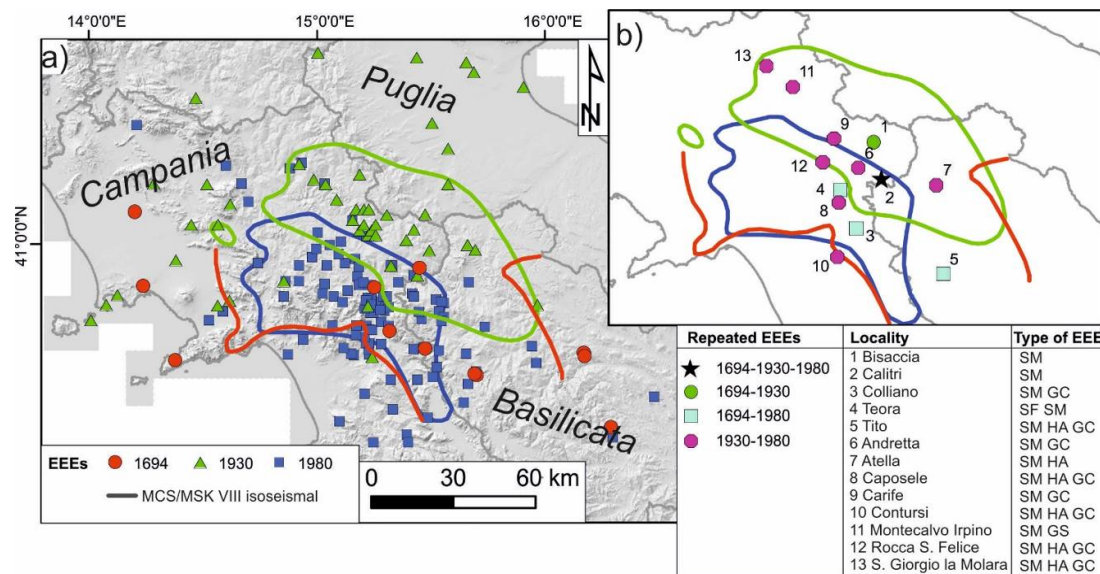 14°0'0"E
15°0'0"E
16°0'0"E
41°0'0"N
a)
Puglia
Campania
Basilicata
N
EEEs 1694 1930 1980
MCS/MSK VIII isoseismal
0 30 60 km
b)
13
11
9
1
12
6
7
4
2
8
3
10
5
Repeated EEEs Locality Type of EEE
1694-1930-1980
1694-1930
1694-1980
1930-1980
1 Bisaccia SM
2 Calitri SM
3 Colliano SM GC
4 Teora SF SM
5 Tito SM HA GC
6 Andretta SM GC
7 Atella SM HA
8 Caposele SM HA GC
9 Carife SM GC
10 Contursi SM HA GC
11 Montecalvo Irpino SM GS
12 Rocca S. Felice SM HA GC
13 S. Giorgio la Molara SM HA GC